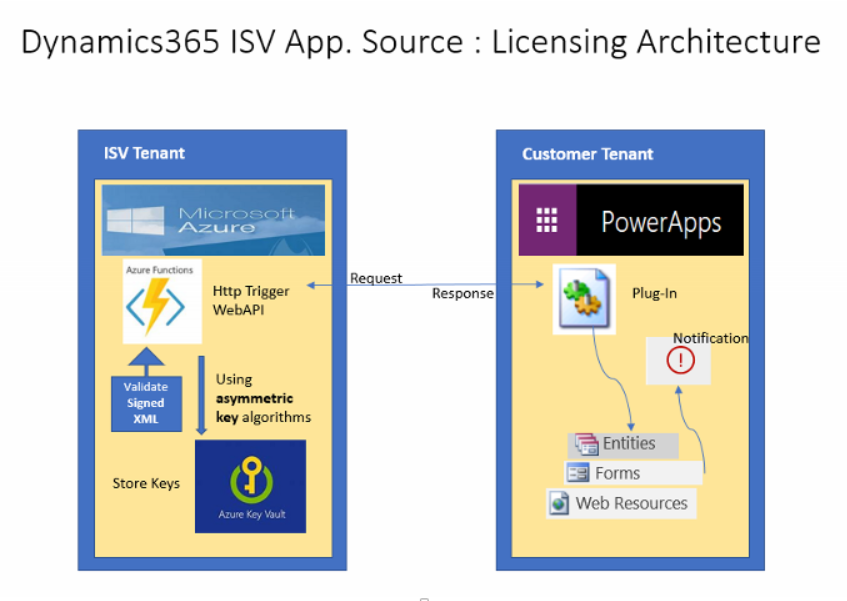 Dynamics365 ISV App. Source : Licensing Architecture
ISV Tenant
Microsoft
Azure
Azure Functions
Http Trigger
WebAPI
Validate
Signed
XML
Using
asymmetric
key algorithms
Store Keys
Azure Key Vault
Request
Response
Customer Tenant
PowerApps
Plug-In
Notification
Entities
Forms
Web Resources